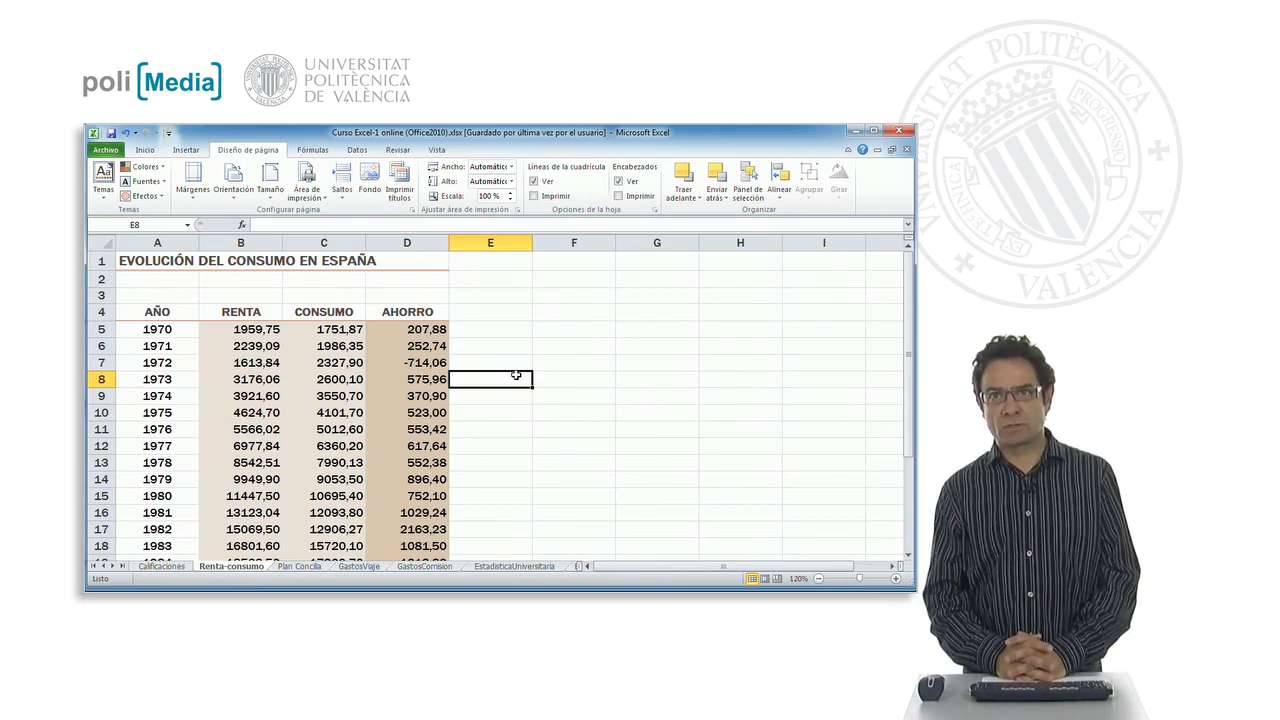 poli[Media]
UNIVERSITAT
POLITÈCNICA
DE VALÈNCIA
UNIVERSITAT POLITÈCNICA
DE VALÈNCIA
Curso Excel-1 online (Office2010).xlsx [Guardado por última vez por el usuario] - Microsoft Excel
Archivo Inicio Insertar Diseño de página Fórmulas Datos Revisar Vista
Temas Colores Fuentes Efectos Márgenes Orientación Tamaño Área de impresión Saltos Fondo Imprimir títulos Ancho: Automático Alto: Automático Escala: 100 % Líneas de la cuadrícula Ver Imprimir Encabezados Ver Imprimir Traer adelante Enviar atrás Panel de selección Alinear Agrupar Girar
Temas Configurar página Ajustar área de impresión Opciones de la hoja Organizar
E8 fx
A B C D E F G H I
1 EVOLUCIÓN DEL CONSUMO EN ESPAÑA
2
3
4 AÑO RENTA CONSUMO AHORRO
5 1970 1959,75 1751,87 207,88
6 1971 2239,09 1986,35 252,74
7 1972 1613,84 2327,90 -714,06
8 1973 3176,06 2600,10 575,96
9 1974 3921,60 3550,70 370,90
10 1975 4624,70 4101,70 523,00
11 1976 5566,02 5012,60 553,42
12 1977 6977,84 6360,20 617,64
13 1978 8542,51 7990,13 552,38
14 1979 9949,90 9053,50 896,40
15 1980 11447,50 10695,40 752,10
16 1981 13123,04 12093,80 1029,24
17 1982 15069,50 12906,27 2163,23
18 1983 16801,60 15720,10 1081,50
Calificaciones Renta-consumo Plan Concilia GastosViaje GastosComision EstadísticaUniversitaria
Listo 120%